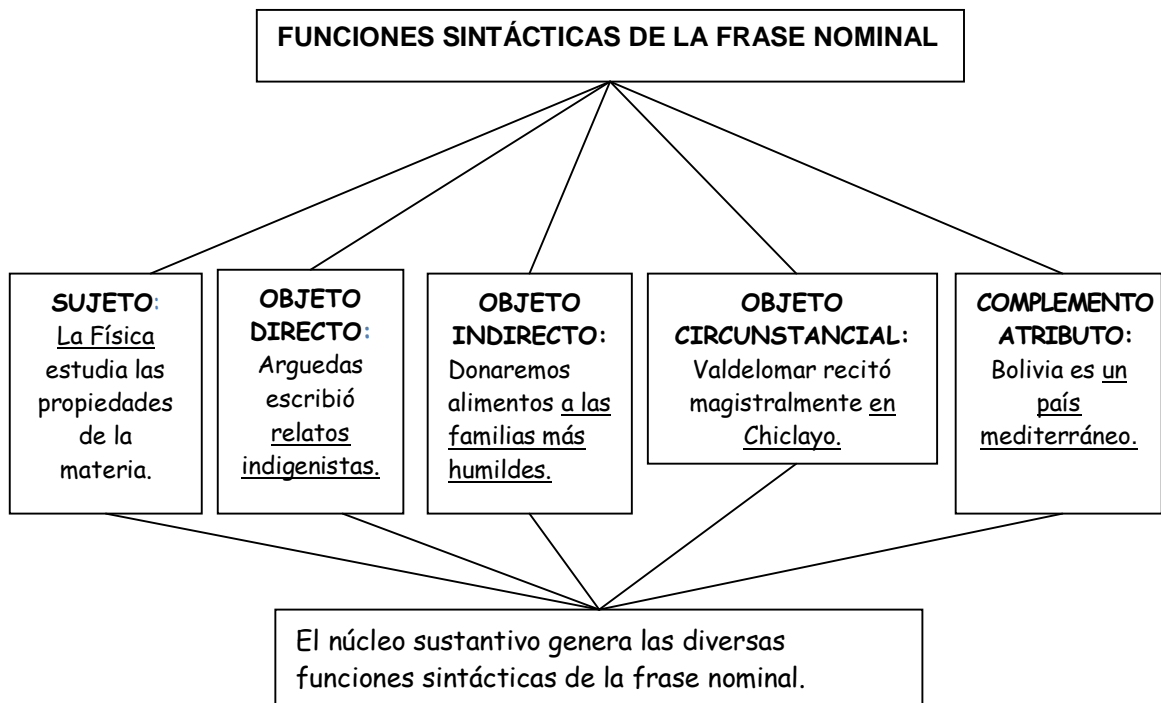 FUNCIONES SINTÁCTICAS DE LA FRASE NOMINAL
SUJETO:
La Física
estudia las
propiedades
de la
materia.
OBJETO
DIRECTO:
Arguedas
escribió
relatos
indigenistas.
OBJETO
INDIRECTO:
Donaremos
alimentos a las
familias más
humildes.
OBJETO
CIRCUNSTANCIAL:
Valdelomar recitó
magistralmente en
Chiclayo.
COMPLEMENTO
ATRIBUTO:
Bolivia es un
país
mediterráneo.
El núcleo sustantivo genera las diversas
funciones sintácticas de la frase nominal.